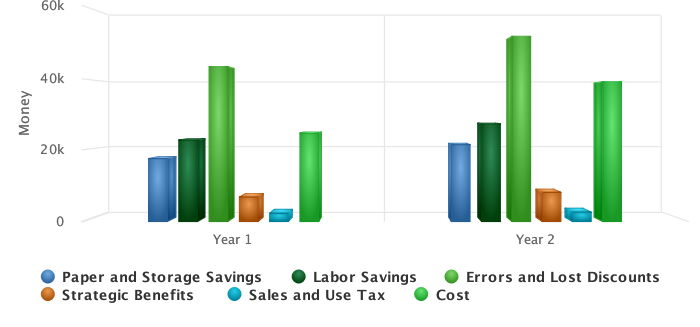 60k
40k
20k
0
Money
Year 1 Year 2
Paper and Storage Savings Labor Savings Errors and Lost Discounts
Strategic Benefits Sales and Use Tax Cost